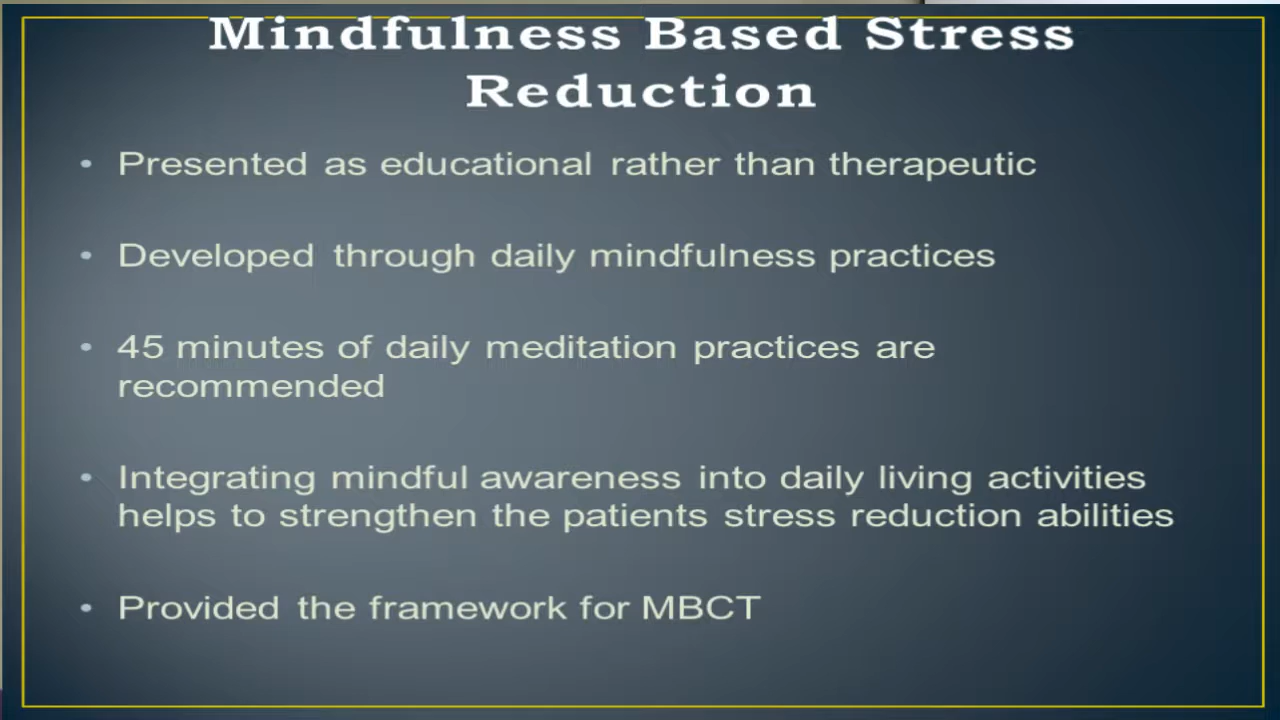 Mindfulness Based Stress
Reduction
• Presented as educational rather than therapeutic
• Developed through daily mindfulness practices
• 45 minutes of daily meditation practices are
recommended
• Integrating mindful awareness into daily living activities
helps to strengthen the patients stress reduction abilities
• Provided the framework for MBCT